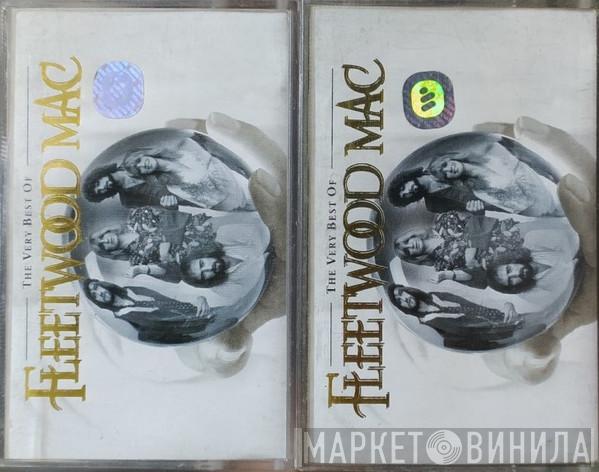 THE VERY BEST OF
FLEETWOOD MAC
THE VERY BEST OF
FLEETWOOD MAC
МАРКЕТ ВИНИЛА